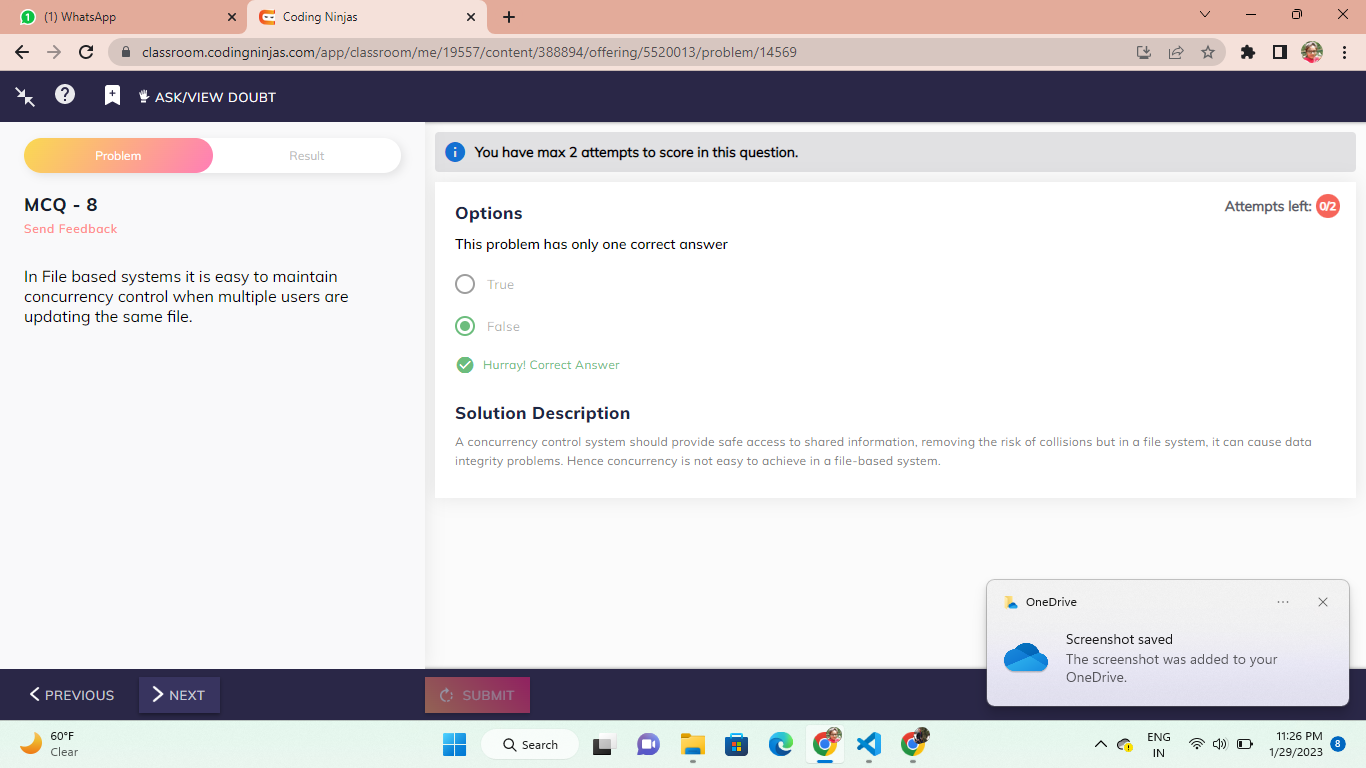 (1) WhatsApp
Coding Ninjas
classroom.codingninjas.com/app/classroom/me/19557/content/388894/offering/5520013/problem/14569
ASK/VIEW DOUBT
Problem
Result
MCQ - 8
Send Feedback
In File based systems it is easy to maintain
concurrency control when multiple users are
updating the same file.
You have max 2 attempts to score in this question.
Attempts left: 0/2
Options
This problem has only one correct answer
True
False
Hurray! Correct Answer
Solution Description
A concurrency control system should provide safe access to shared information, removing the risk of collisions but in a file system, it can cause data
integrity problems. Hence concurrency is not easy to achieve in a file-based system.
OneDrive
Screenshot saved
The screenshot was added to your
OneDrive.
PREVIOUS
NEXT
SUBMIT
60°F
Clear
Search
ENG
IN
11:26 PM
1/29/2023
8